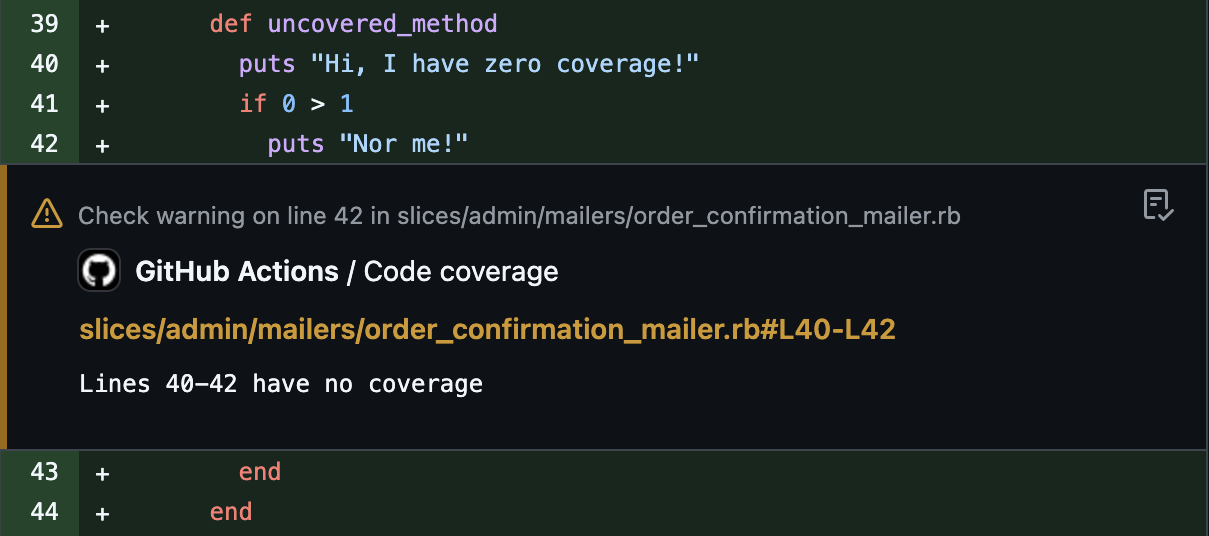 39 + def uncovered_method
40 + puts "Hi, I have zero coverage!"
41 + if 0 > 1
42 + puts "Nor me!"
Check warning on line 42 in slices/admin/mailers/order_confirmation_mailer.rb
GitHub Actions / Code coverage
slices/admin/mailers/order_confirmation_mailer.rb#L40-L42
Lines 40-42 have no coverage
43 + end
44 + end